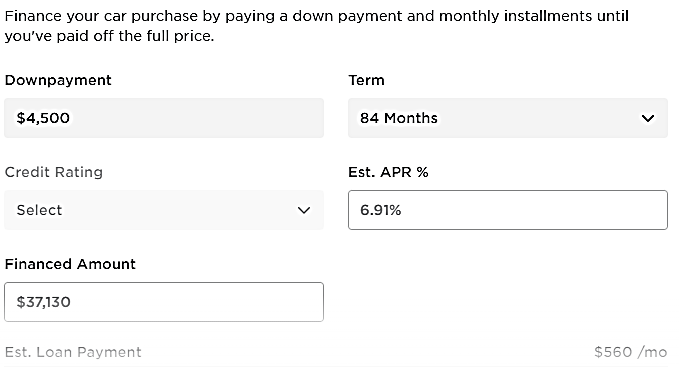 Finance your car purchase by paying a down payment and monthly installments until
you've paid off the full price.
Downpayment
Term
$4,500
84 Months
Credit Rating
Est. APR %
Select
6.91%
Financed Amount
$37,130
Est. Loan Payment
$560 /mo